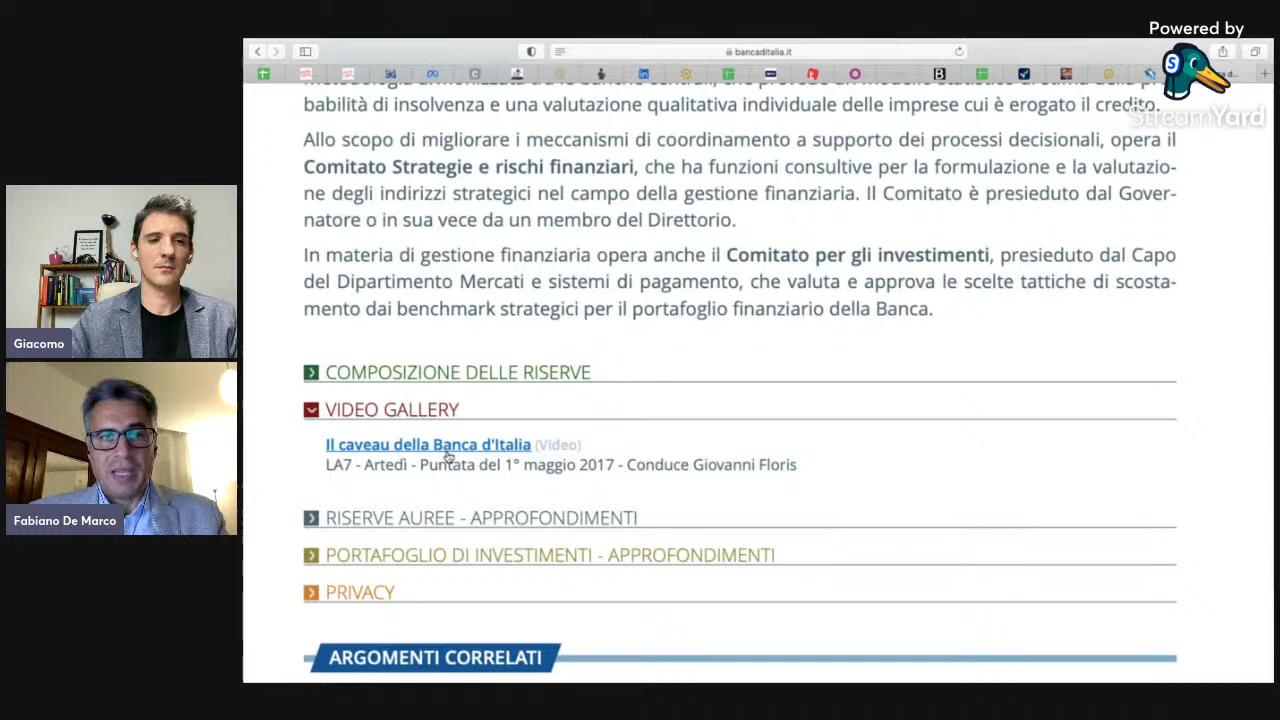 Powered by
StreamYard
bancaditalia.it
babilità di insolvenza e una valutazione qualitativa individuale delle imprese cui è erogato il credito.
Allo scopo di migliorare i meccanismi di coordinamento a supporto dei processi decisionali, opera il
Comitato Strategie e rischi finanziari, che ha funzioni consultive per la formulazione e la valutazio-
ne degli indirizzi strategici nel campo della gestione finanziaria. Il Comitato è presieduto dal Gover-
natore o in sua vece da un membro del Direttorio.
In materia di gestione finanziaria opera anche il Comitato per gli investimenti, presieduto dal Capo
del Dipartimento Mercati e sistemi di pagamento, che valuta e approva le scelte tattiche di scosta-
mento dai benchmark strategici per il portafoglio finanziario della Banca.
COMPOSIZIONE DELLE RISERVE
VIDEO GALLERY
Il caveau della Banca d'Italia (Video)
LA7 - Artedì - Puntata del 1° maggio 2017 - Conduce Giovanni Floris
RISERVE AUREE - APPROFONDIMENTI
PORTAFOGLIO DI INVESTIMENTI - APPROFONDIMENTI
PRIVACY
ARGOMENTI CORRELATI
Giacomo
Fabiano De Marco